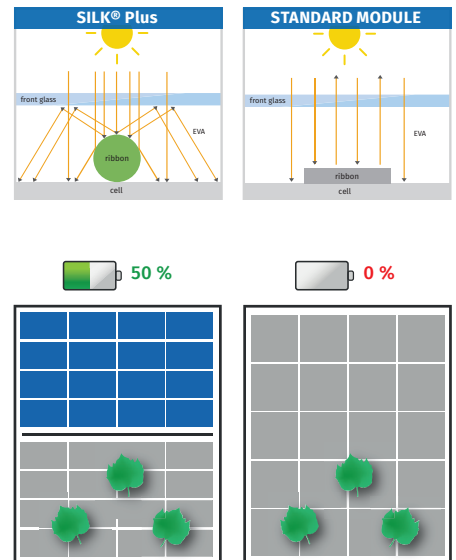 SILK® Plus
STANDARD MODULE
front glass
EVA
ribbon
cell
front glass
EVA
ribbon
cell
50 %
0 %